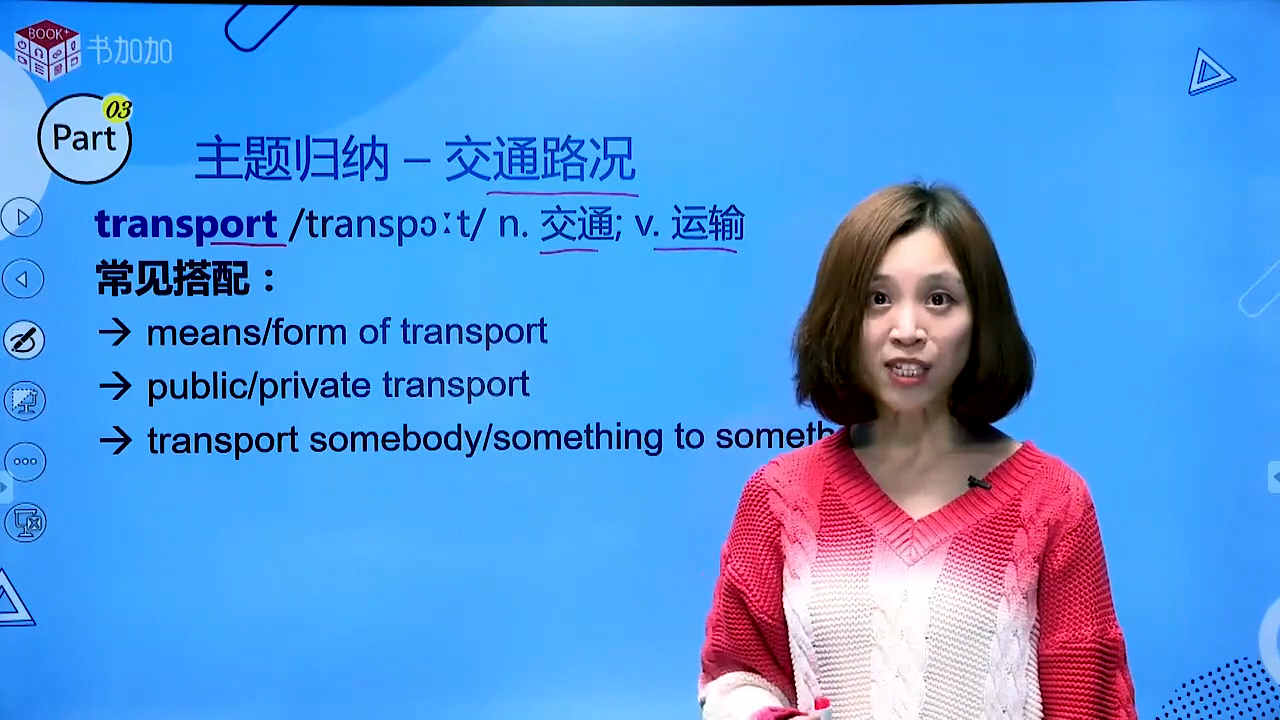 BOOK+
书加加
03
Part
主题归纳 – 交通路况
transport /transpɔːt/ n. 交通; v. 运输
常见搭配：
→ means/form of transport
→ public/private transport
→ transport somebody/something to